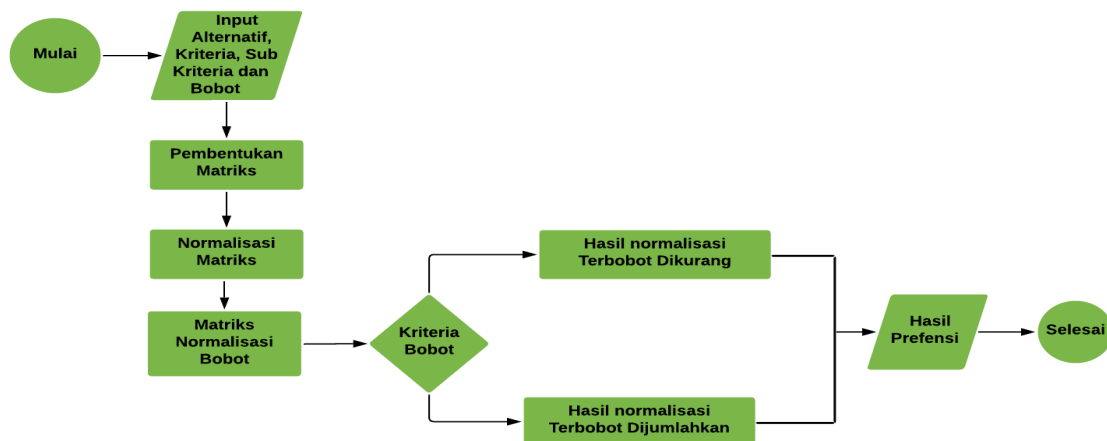 Mulai
Input
Alternatif,
Kriteria, Sub
Kriteria dan
Bobot
Pembentukan
Matriks
Normalisasi
Matriks
Matriks
Normalisasi
Bobot
Kriteria
Bobot
Hasil normalisasi
Terbobot Dikurang
Hasil normalisasi
Terbobot Dijumlahkan
Hasil
Prefensi
Selesai